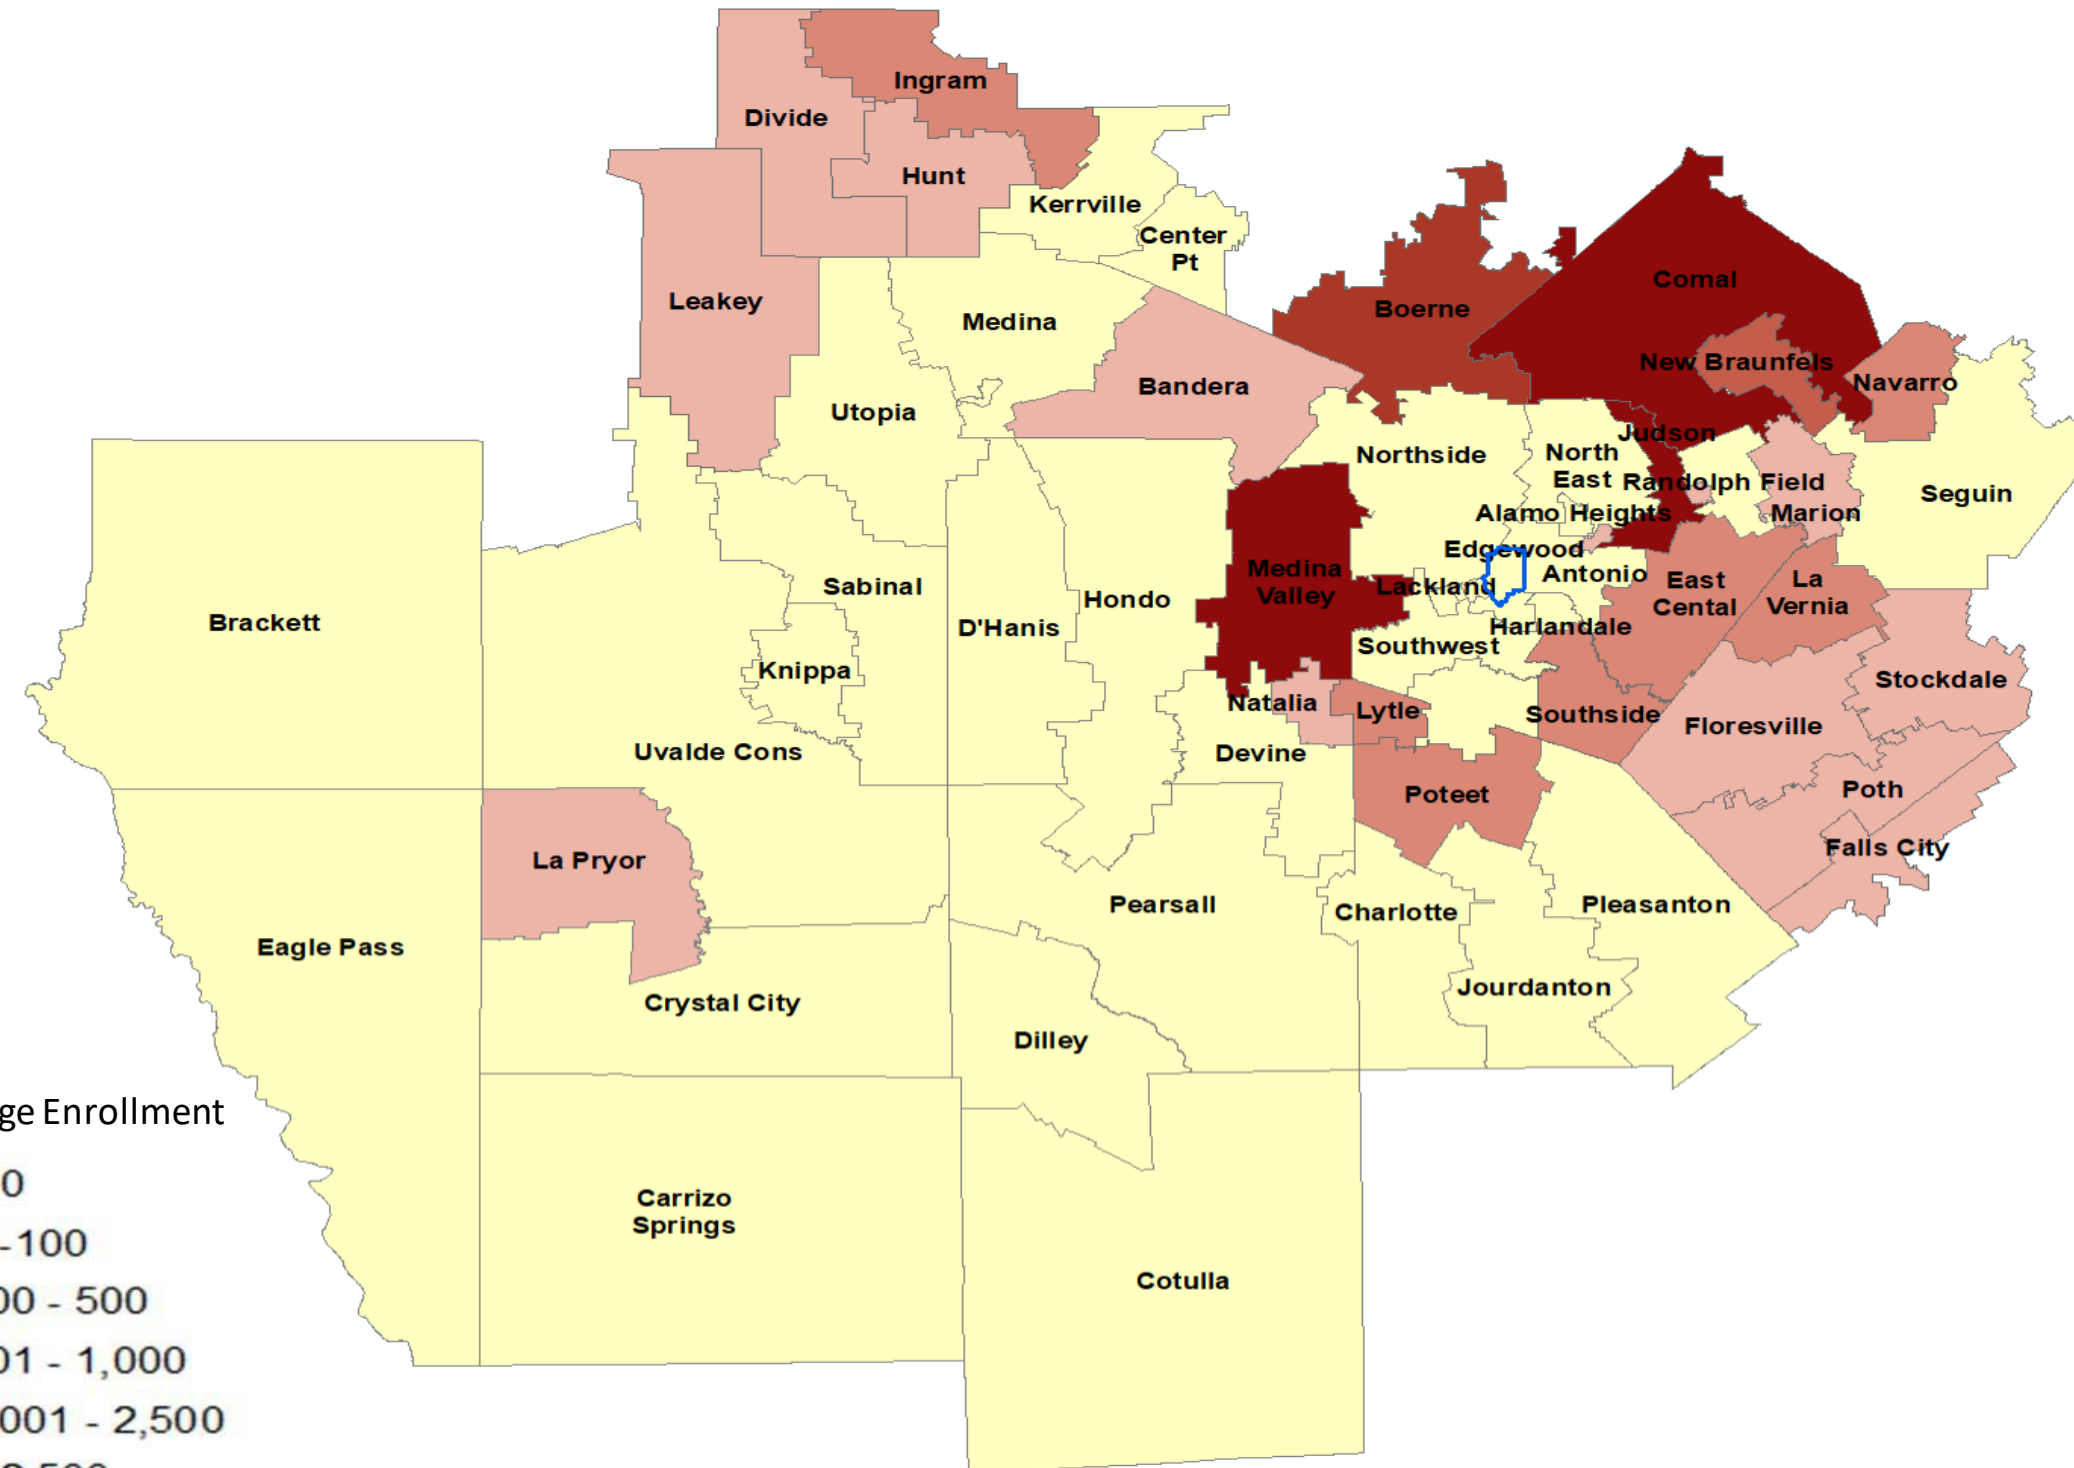 Ingram
Divide
Hunt
Kerrville
Center
Pt
Comal
Leakey
Boerne
Medina
New Braunfels
Navarro
Bandera
Utopia
Judson
Northside
North
East
Randolph Field
Seguin
Alamo Heights
Marion
Edgewood
Medina
Valley
Antonio
Lackland
East
Cental
La
Vernia
Sabinal
Hondo
Brackett
D'Hanis
Harlandale
Southwest
Knippa
Stockdale
Natalia
Lytle
Southside
Floresville
Uvalde Cons
Devine
Poth
Poteet
Falls City
La Pryor
Pearsall
Charlotte
Pleasanton
Eagle Pass
Jourdanton
Crystal City
Dilley
ge Enrollment
0
-100
00 - 500
01 - 1,000
Carrizo
Springs
Cotulla
001 - 2,500